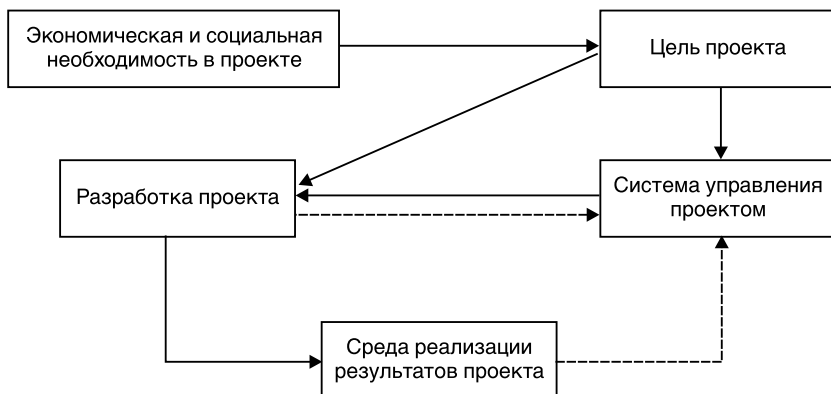 Экономическая и социальная
необходимость в проекте
Цель проекта
Разработка проекта
Система управления
проектом
Среда реализации
результатов проекта